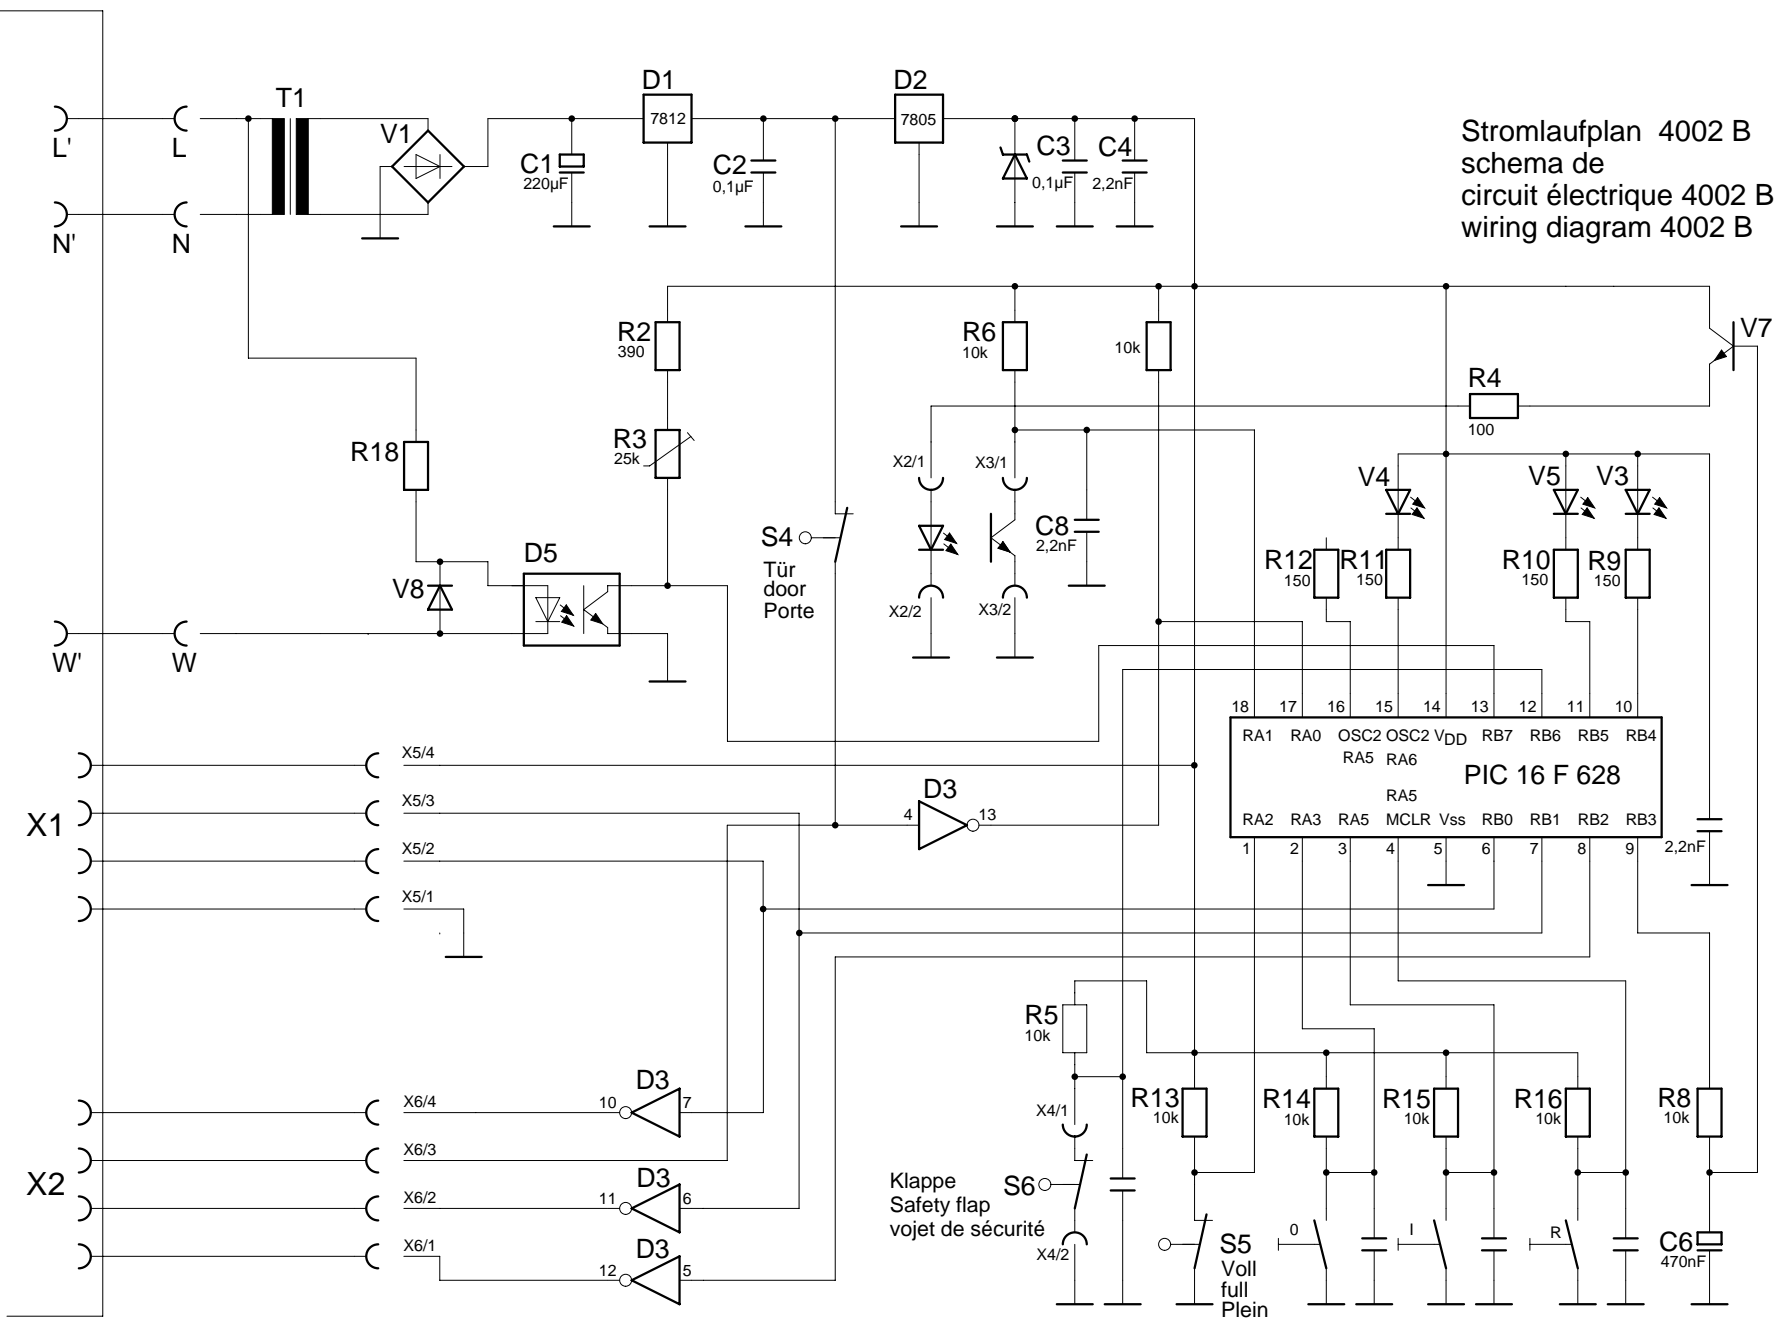 Stromlaufplan 4002 B
schema de
circuit électrique 4002 B
wiring diagram 4002 B
L'
L
N'
N
T1
V1
C1
220µF
D1
7812
C2
0,1µF
D2
7805
C3
0,1µF
C4
2,2nF
R2
390
R6
10k
10k
V7
R4
100
R18
R3
25k
X2/1
X3/1
V4
V5
V3
S4
Tür
door
Porte
C8
2,2nF
R12
150
R11
150
R10
150
R9
150
V8
D5
X2/2
X3/2
W'
W
18 17 16 15 14 13 12 11 10
RA1 RA0 OSC2 OSC2 VDD RB7 RB6 RB5 RB4
RA5 RA6
PIC 16 F 628
RA5
RA2 RA3 RA5 MCLR Vss RB0 RB1 RB2 RB3
1 2 3 4 5 6 7 8 9
2,2nF
X1
X5/4
X5/3
X5/2
X5/1
D3
4
13
R5
10k
X2
X6/4
X6/3
X6/2
X6/1
D3
10
7
D3
11
6
D3
12
5
X4/1
Klappe
Safety flap
vojet de sécurité
S6
X4/2
R13
10k
R14
10k
R15
10k
R16
10k
R8
10k
S5
Voll
full
Plein
0
I
R
C6
470nF